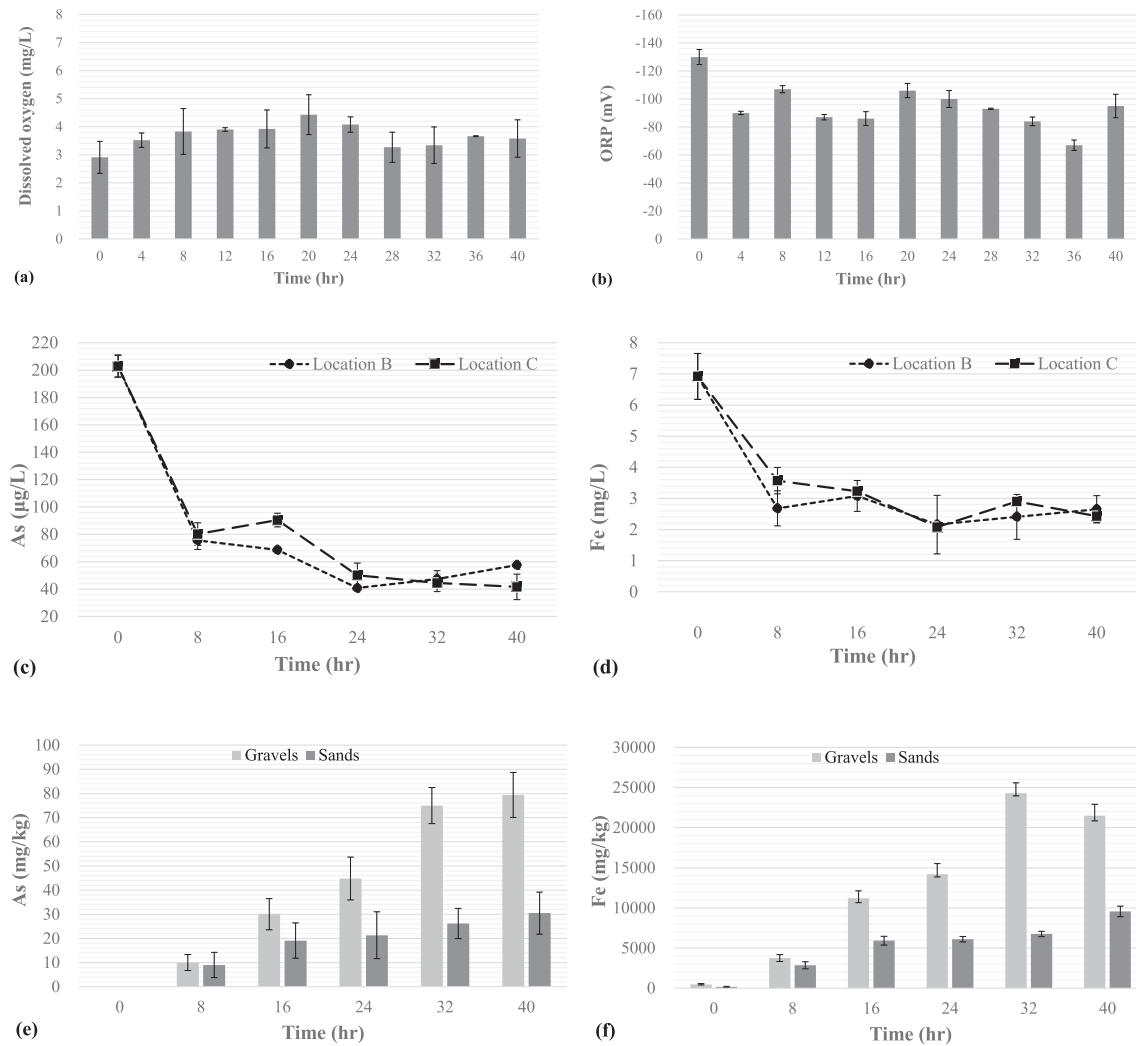 Dissolved oxygen (mg/L)
8
7
6
5
4
3
2
1
0
0 4 8 12 16 20 24 28 32 36 40
Time (hr)
(a)
ORP (mV)
-160
-140
-120
-100
-80
-60
-40
-20
0
0 4 8 12 16 20 24 28 32 36 40
Time (hr)
(b)
As (µg/L)
220
200
180
160
140
120
100
80
60
40
20
Location B Location C
0 8 16 24 32 40
Time (hr)
(c)
Fe (mg/L)
8
7
6
5
4
3
2
1
0
Location B Location C
0 8 16 24 32 40
Time (hr)
(d)
As (mg/kg)
100
90
80
70
60
50
40
30
20
10
0
Gravels Sands
0 8 16 24 32 40
Time (hr)
(e)
Fe (mg/kg)
30000
25000
20000
15000
10000
5000
0
Gravels Sands
0 8 16 24 32 40
Time (hr)
(f)